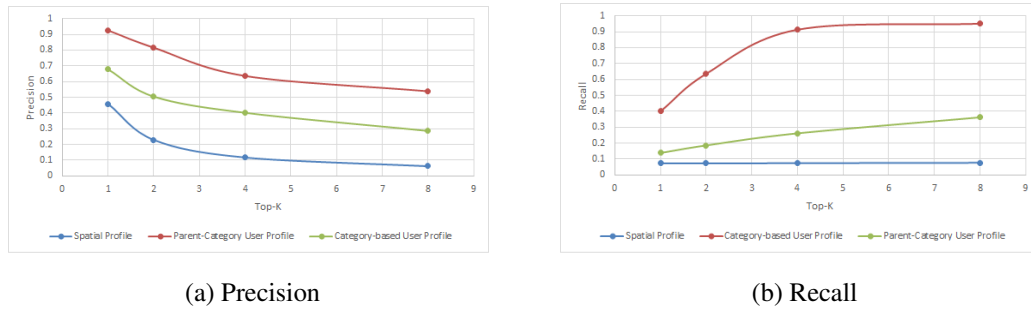 1
0.9
0.8
0.7
0.6
0.5
0.4
0.3
0.2
0.1
0
Precision
0 1 2 3 4 5 6 7 8 9
Top-K
Spatial Profile Parent-Category User Profile Category-based User Profile
(a) Precision
1
0.9
0.8
0.7
0.6
0.5
0.4
0.3
0.2
0.1
0
Recall
0 1 2 3 4 5 6 7 8 9
Top-K
Spatial Profile Category-based User Profile Parent-Category User Profile
(b) Recall